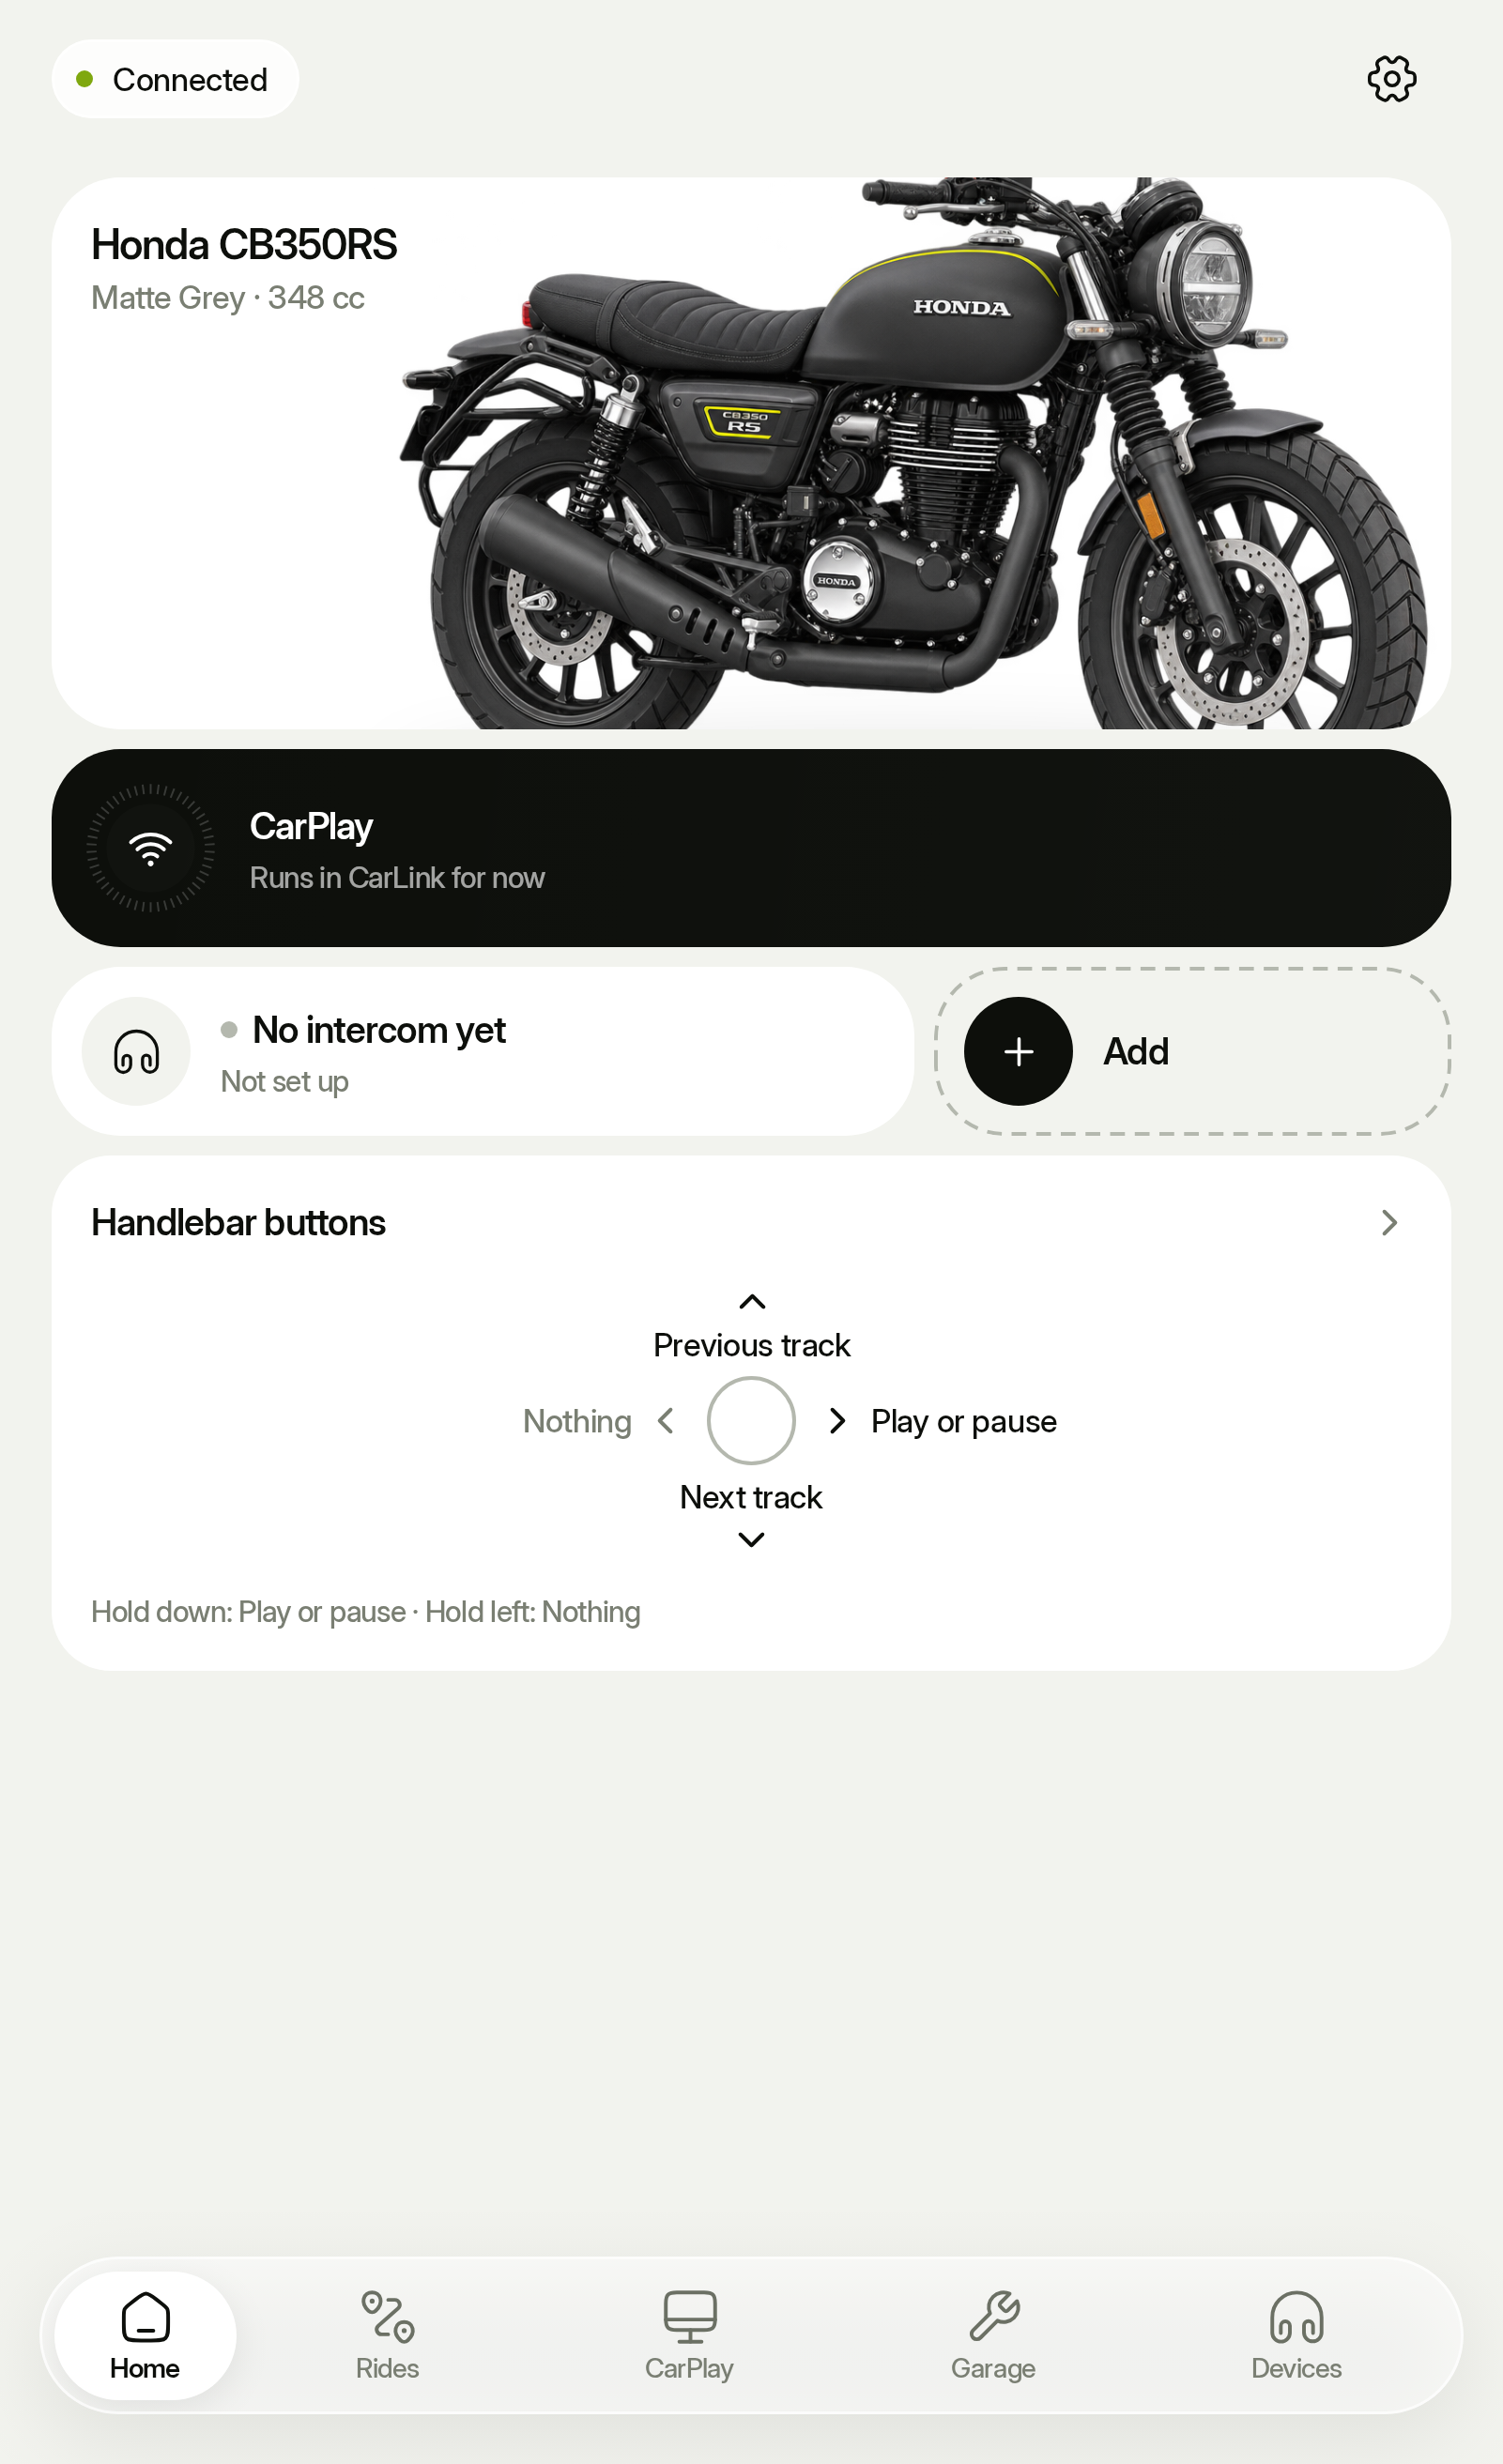 Connected
Honda CB350RS
Matte Grey · 348 cc
HONDA
CB350
RS
HONDA
CarPlay
Runs in CarLink for now
No intercom yet
Not set up
Add
Handlebar buttons
Previous track
Nothing
Play or pause
Next track
Hold down: Play or pause · Hold left: Nothing
Home
Rides
CarPlay
Garage
Devices